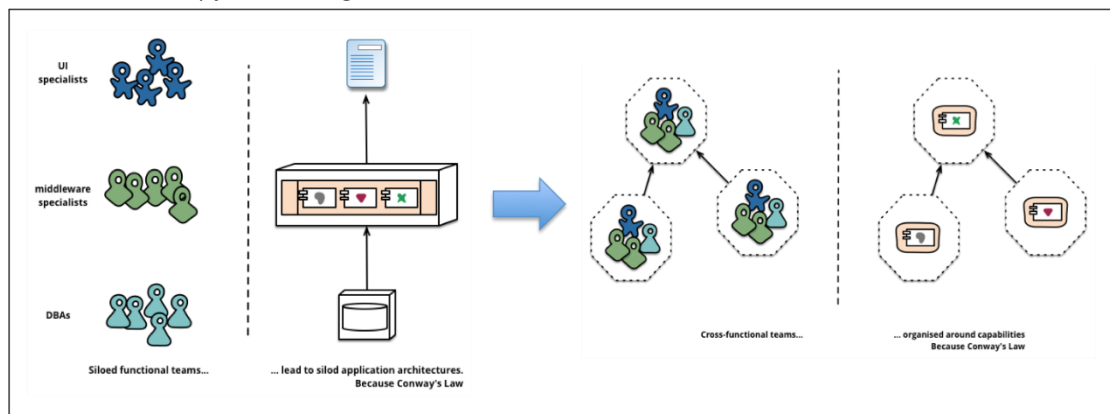 UI
specialists
middleware
specialists
DBAs
Siloed functional teams...
... lead to silod application architectures.
Because Conway's Law
Cross-functional teams...
... organised around capabilities
Because Conway's Law